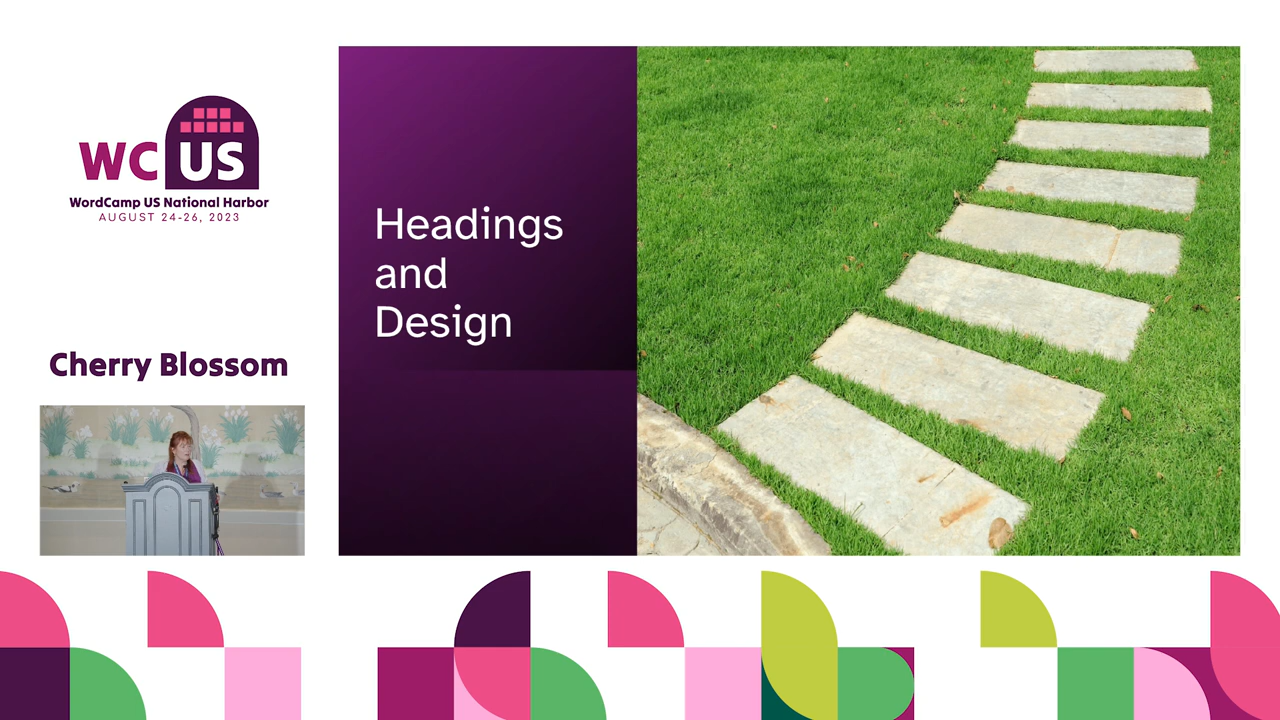 WC US
WordCamp US National Harbor
AUGUST 24-26, 2023
Cherry Blossom
Headings
and
Design